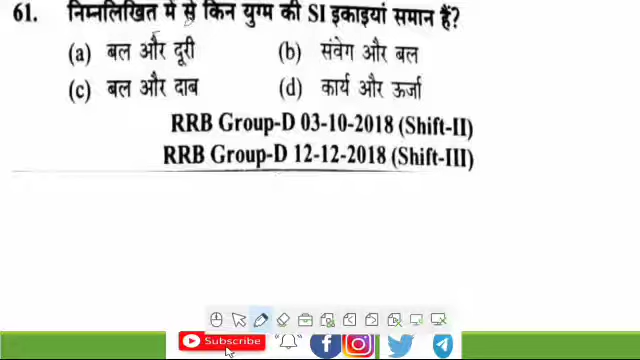 61. निम्नलिखित में से किन युग्म की SI इकाइयां समान हैं?
(a) बल और दूरी (b) संवेग और बल
(c) बल और दाब (d) कार्य और ऊर्जा
RRB Group-D 03-10-2018 (Shift-II)
RRB Group-D 12-12-2018 (Shift-III)
Subscribe